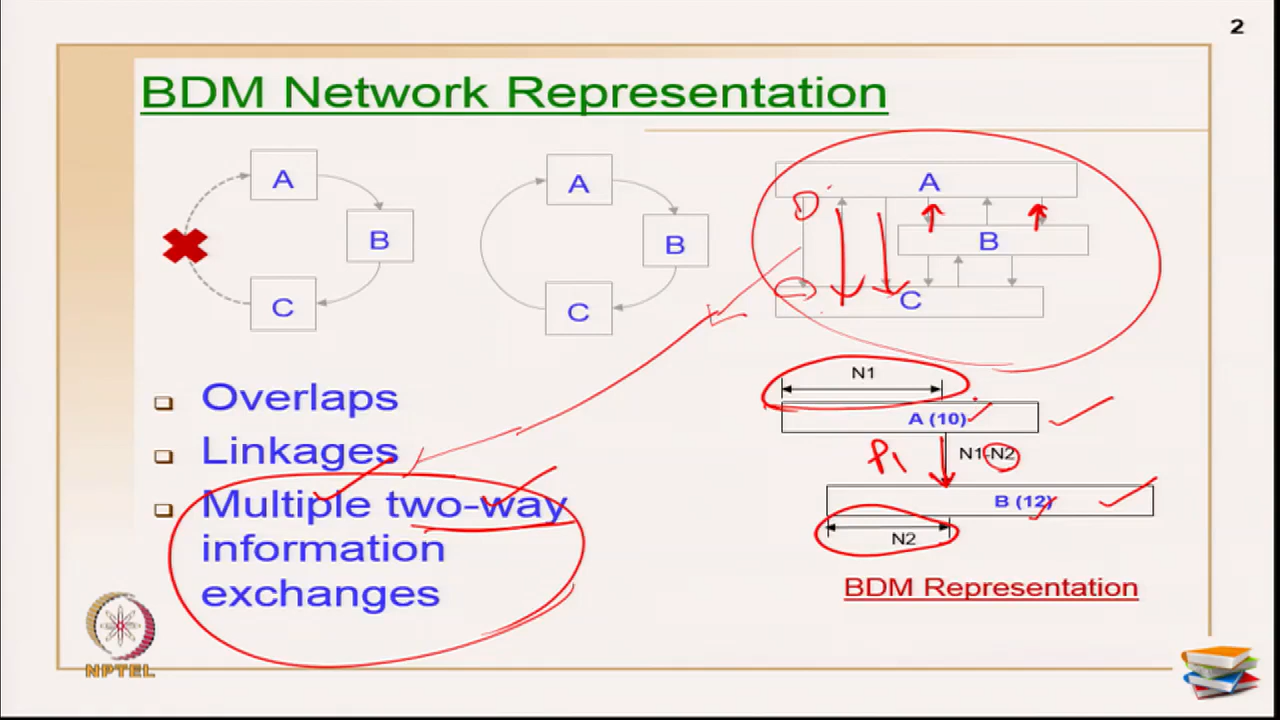 2
BDM Network Representation
A
B
C
A
B
C
A
B
C
Overlaps
Linkages
Multiple two-way
information
exchanges
N1
A (10)
P1
N1-N2
B (12)
N2
BDM Representation
NPTEL